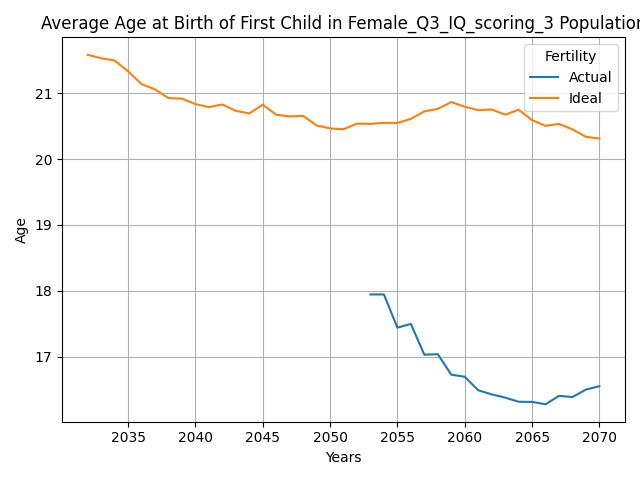 Average Age at Birth of First Child in Female_Q3_IQ_scoring_3 Population
Fertility
Actual
Ideal
21
20
19
18
17
Age
2035 2040 2045 2050 2055 2060 2065 2070
Years